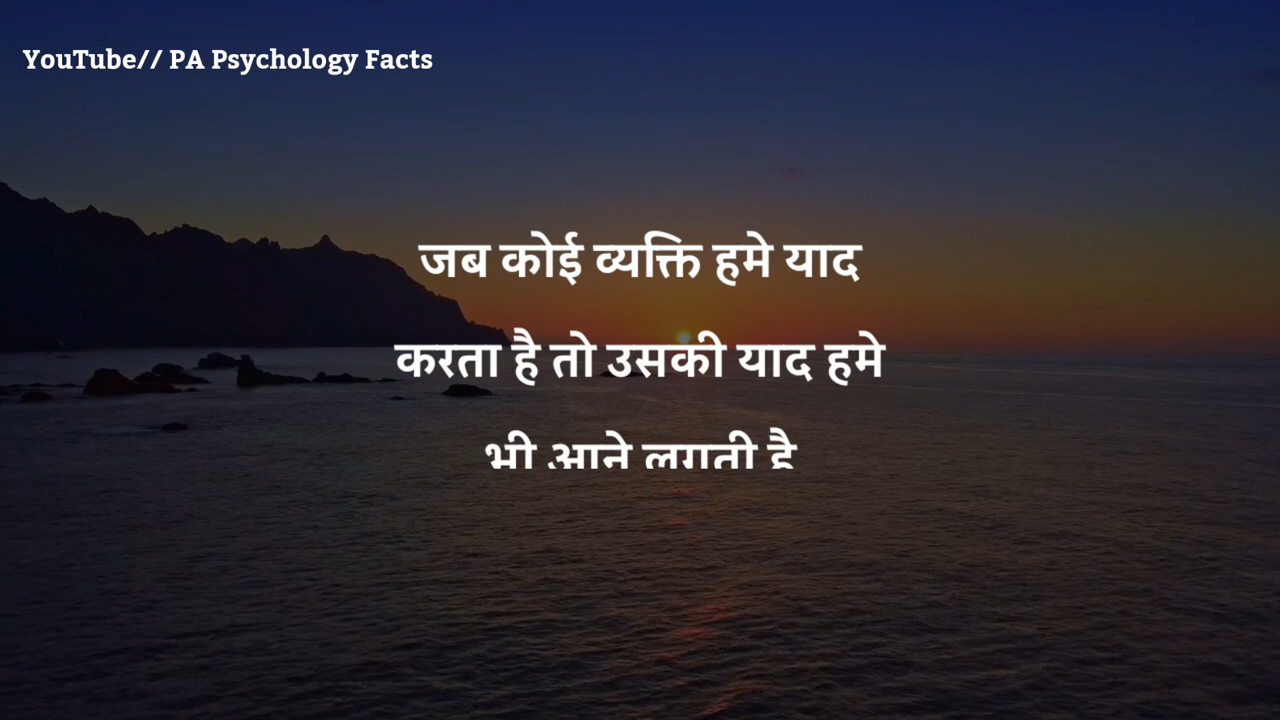 YouTube// PA Psychology Facts
जब कोई व्यक्ति हमे याद
करता है तो उसकी याद हमे
भी आने लगती है